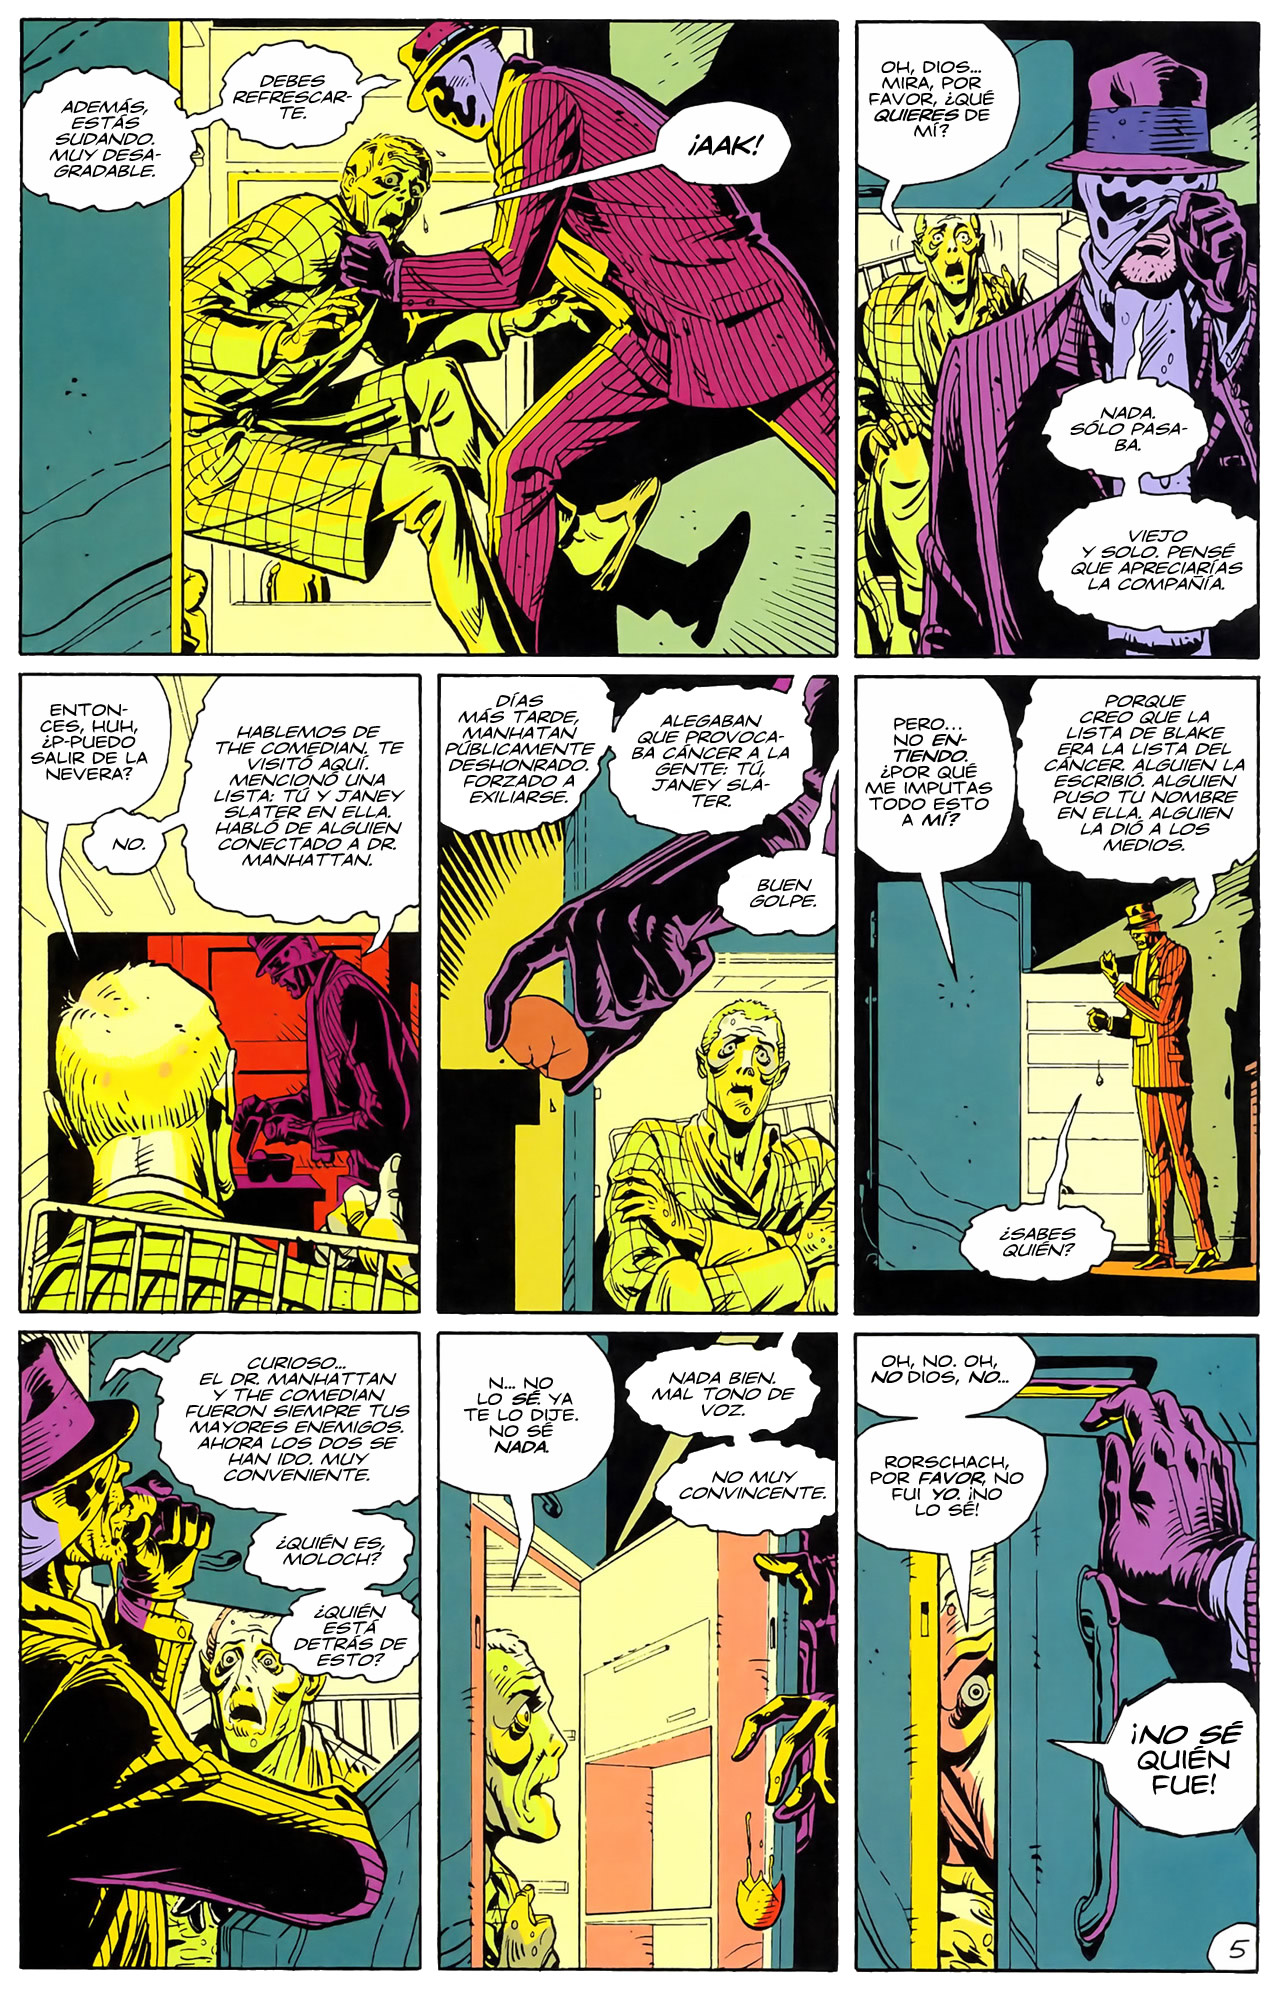 ADEMÁS,
ESTÁS
SUDANDO.
MUY DESA-
GRADABLE.
DEBES
REFRESCAR-
TE.
¡AAK!
OH, DIOS...
MIRA, POR
FAVOR, ¿QUÉ
QUIERES DE
MÍ?
NADA.
SÓLO PASA-
BA.
VIEJO
Y SOLO. PENSÉ
QUE APRECIARÍAS
LA COMPAÑÍA.
ENTON-
CES, HUH,
¿P-PUEDO
SALIR DE LA
NEVERA?
NO.
HABLEMOS DE
THE COMEDIAN. TE
VISITÓ AQUÍ.
MENCIONÓ UNA
LISTA: TÚ Y JANEY
SLATER EN ELLA.
HABLÓ DE ALGUIEN
CONECTADO A DR.
MANHATTAN.
DÍAS
MÁS TARDE,
MANHATAN
PÚBLICAMENTE
DESHONRADO.
FORZADO A
EXILIARSE.
ALEGABAN
QUE PROVOCA-
BA CÁNCER A LA
GENTE: TÚ,
JANEY SLA-
TER.
BUEN
GOLPE.
PERO...
NO EN-
TIENDO.
¿POR QUÉ
ME IMPUTAS
TODO ESTO
A MÍ?
PORQUE
CREO QUE LA
LISTA DE BLAKE
ERA LA LISTA DEL
CÁNCER. ALGUIEN LA
ESCRIBIÓ. ALGUIEN
PUSO TU NOMBRE
EN ELLA. ALGUIEN
LA DIÓ A LOS
MEDIOS.
¿SABES
QUIÉN?
CURIOSO...
EL DR. MANHATTAN
Y THE COMEDIAN
FUERON SIEMPRE TUS
MAYORES ENEMIGOS.
AHORA LOS DOS SE
HAN IDO. MUY
CONVENIENTE.
¿QUIÉN ES,
MOLOCH?
¿QUIÉN
ESTÁ
DETRÁS DE
ESTO?
N... NO
LO SÉ. YA
TE LO DIJE.
NO SÉ
NADA.
NADA BIEN.
MAL TONO DE
VOZ.
NO MUY
CONVINCENTE.
OH, NO. OH,
NO DIOS, NO...
RORSCHACH,
POR FAVOR, NO
FUI YO. ¡NO
LO SÉ!
¡NO SÉ
QUIÉN
FUE!
5